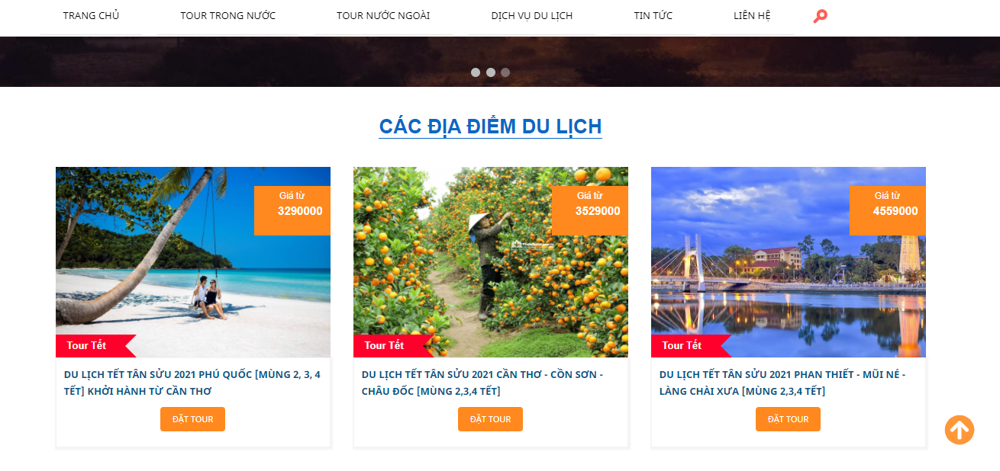 TRANG CHỦ TOUR TRONG NƯỚC TOUR NƯỚC NGOÀI DỊCH VỤ DU LỊCH TIN TỨC LIÊN HỆ
CÁC ĐỊA ĐIỂM DU LỊCH
Giá từ
3290000
Tour Tết
DU LỊCH TẾT TÂN SỬU 2021 PHÚ QUỐC [MÙNG 2, 3, 4
TẾT] KHỞI HÀNH TỪ CẦN THƠ
ĐẶT TOUR
Giá từ
3529000
Tour Tết
DU LỊCH TẾT TÂN SỬU 2021 CẦN THƠ - CỒN SƠN -
CHÂU ĐỐC [MÙNG 2,3,4 TẾT]
ĐẶT TOUR
Giá từ
4559000
Tour Tết
DU LỊCH TẾT TÂN SỬU 2021 PHAN THIẾT - MŨI NÉ -
LÀNG CHÀI XƯA [MÙNG 2,3,4 TẾT]
ĐẶT TOUR